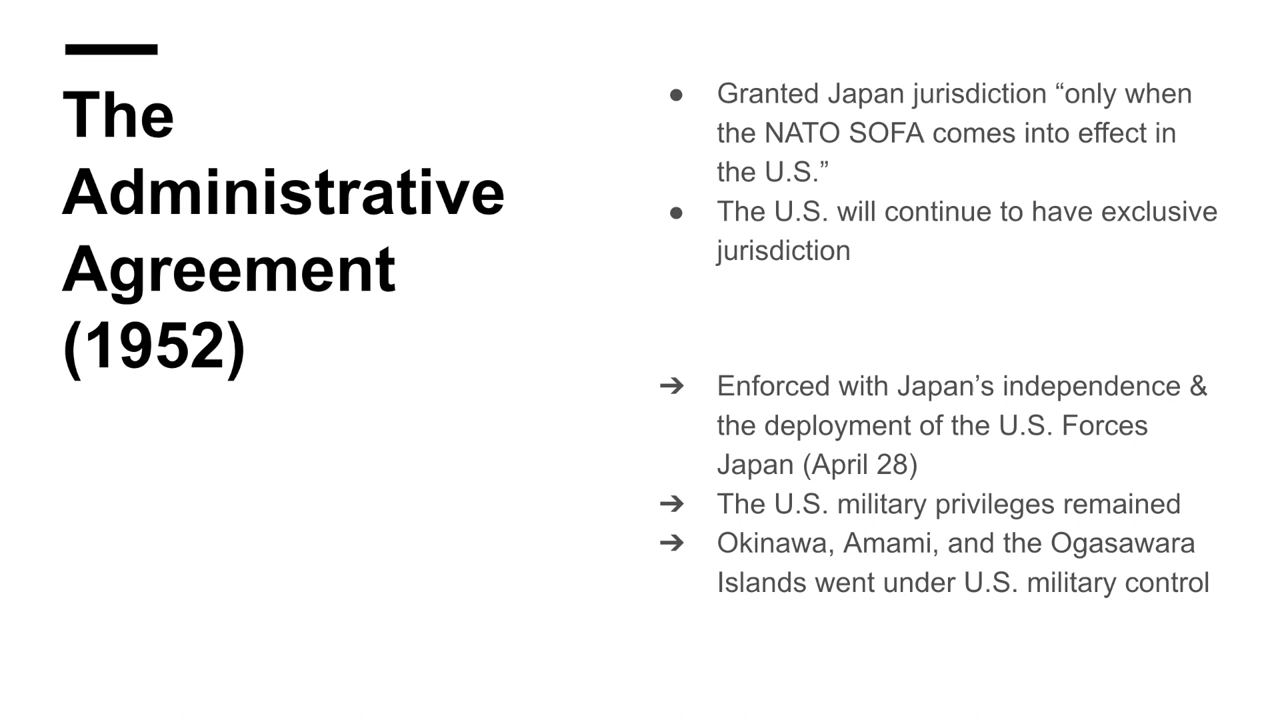 The
Administrative
Agreement
(1952)
● Granted Japan jurisdiction “only when
the NATO SOFA comes into effect in
the U.S.”
● The U.S. will continue to have exclusive
jurisdiction
➔ Enforced with Japan’s independence &
the deployment of the U.S. Forces
Japan (April 28)
➔ The U.S. military privileges remained
➔ Okinawa, Amami, and the Ogasawara
Islands went under U.S. military control